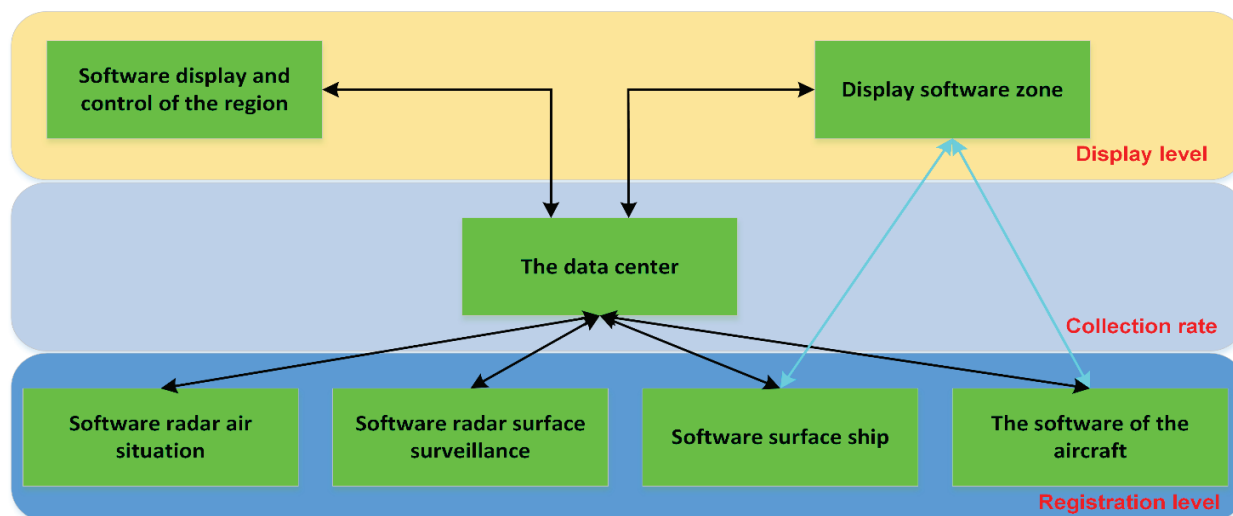 Software display and
control of the region
Display software zone
Display level
The data center
Collection rate
Software radar air
situation
Software radar surface
surveillance
Software surface ship
The software of the
aircraft
Registration level